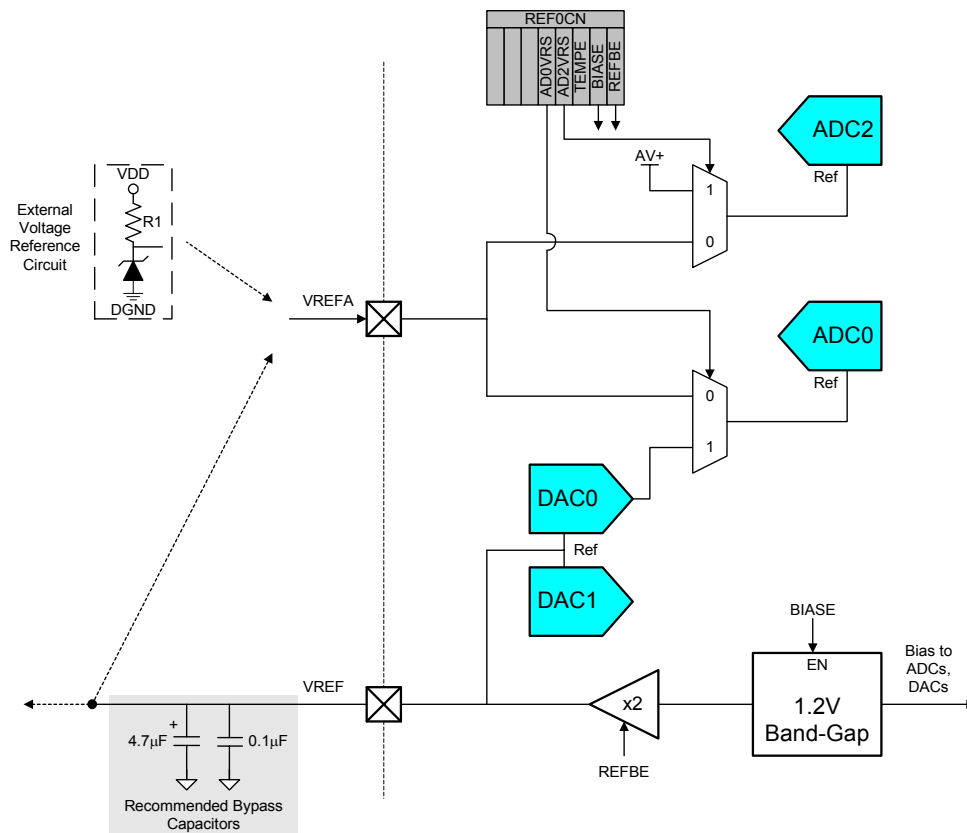 REF0CN
AD0VRS
AD2VRS
TEMPE
BIASE
REFBE
ADC2
Ref
AV+
1
0
External
Voltage
Reference
Circuit
VDD
R1
DGND
VREFA
ADC0
Ref
0
1
DAC0
Ref
DAC1
BIASE
EN
1.2V
Band-Gap
Bias to
ADCs,
DACs
x2
REFBE
VREF
+
4.7µF
0.1µF
Recommended Bypass
Capacitors